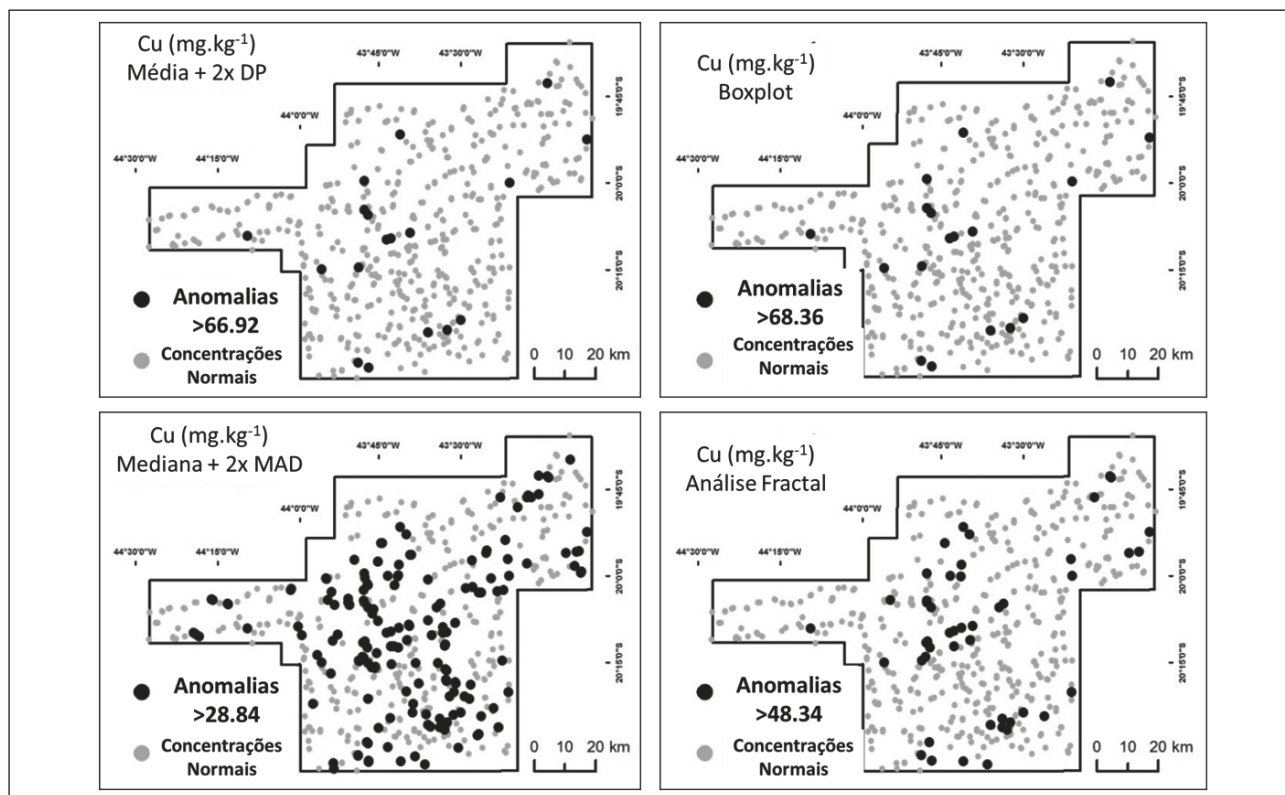 Cu (mg.kg⁻¹)
Média + 2x DP
43°45'0"W 43°30'0"W
44°0'0"W
44°30'0"W 44°15'0"W
19°45'0"S
20°0'0"S
20°15'0"S
Anomalias
>66.92
Concentrações
Normais
0 10 20 km
Cu (mg.kg⁻¹)
Boxplot
43°45'0"W 43°30'0"W
44°0'0"W
44°30'0"W 44°15'0"W
19°45'0"S
20°0'0"S
20°15'0"S
Anomalias
>68.36
Concentrações
Normais
0 10 20 km
Cu (mg.kg⁻¹)
Mediana + 2x MAD
43°45'0"W 43°30'0"W
44°0'0"W
44°30'0"W 44°15'0"W
19°45'0"S
20°0'0"S
20°15'0"S
Anomalias
>28.84
Concentrações
Normais
0 10 20 km
Cu (mg.kg⁻¹)
Análise Fractal
43°45'0"W 43°30'0"W
44°0'0"W
44°30'0"W 44°15'0"W
19°45'0"S
20°0'0"S
20°15'0"S
Anomalias
>48.34
Concentrações
Normais
0 10 20 km